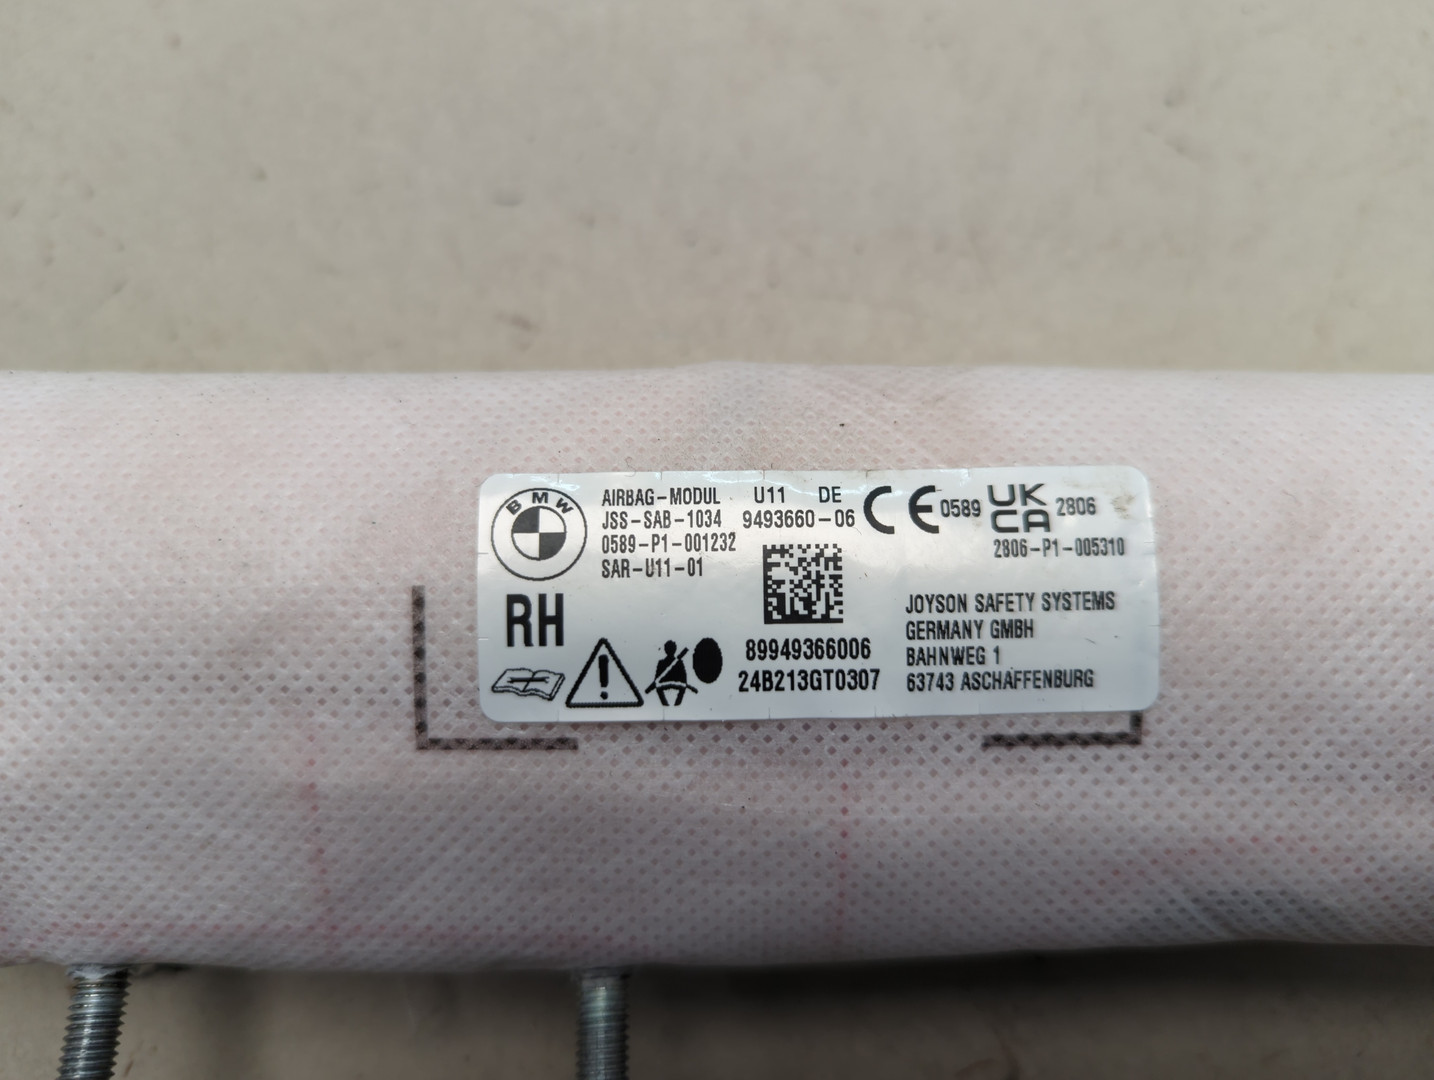 BMW
AIRBAG-MODUL U11 DE
JSS-SAB-1034 9493660-06
0589-P1-001232
SAR-U11-01
RH
CE 0589
UK CA 2806
2806-P1-005310
89949366006
24B213GT0307
JOYSON SAFETY SYSTEMS
GERMANY GMBH
BAHNWEG 1
63743 ASCHAFFENBURG